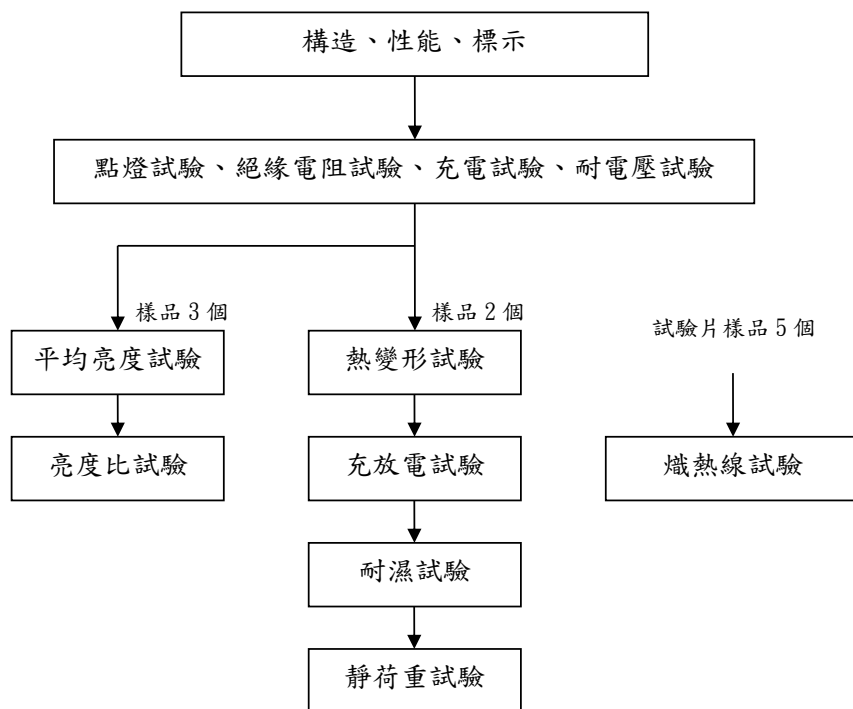 構造、性能、標示
點燈試驗、絕緣電阻試驗、充電試驗、耐電壓試驗
樣品 3 個
樣品 2 個
試驗片樣品 5 個
平均亮度試驗
熱變形試驗
亮度比試驗
充放電試驗
熾熱線試驗
耐濕試驗
靜荷重試驗